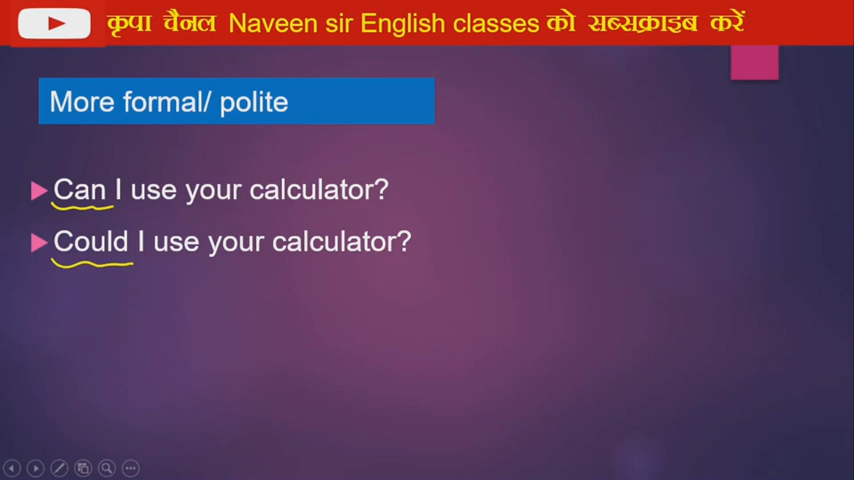 कृपा चैनल Naveen sir English classes को सब्सक्राइब करें
More formal/ polite
Can I use your calculator?
Could I use your calculator?